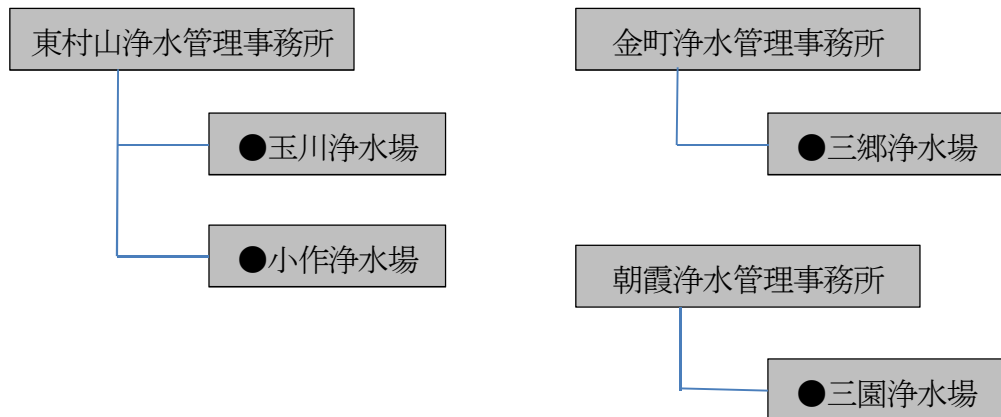 東村山浄水管理事務所
●玉川浄水場
●小作浄水場
金町浄水管理事務所
●三郷浄水場
朝霞浄水管理事務所
●三園浄水場